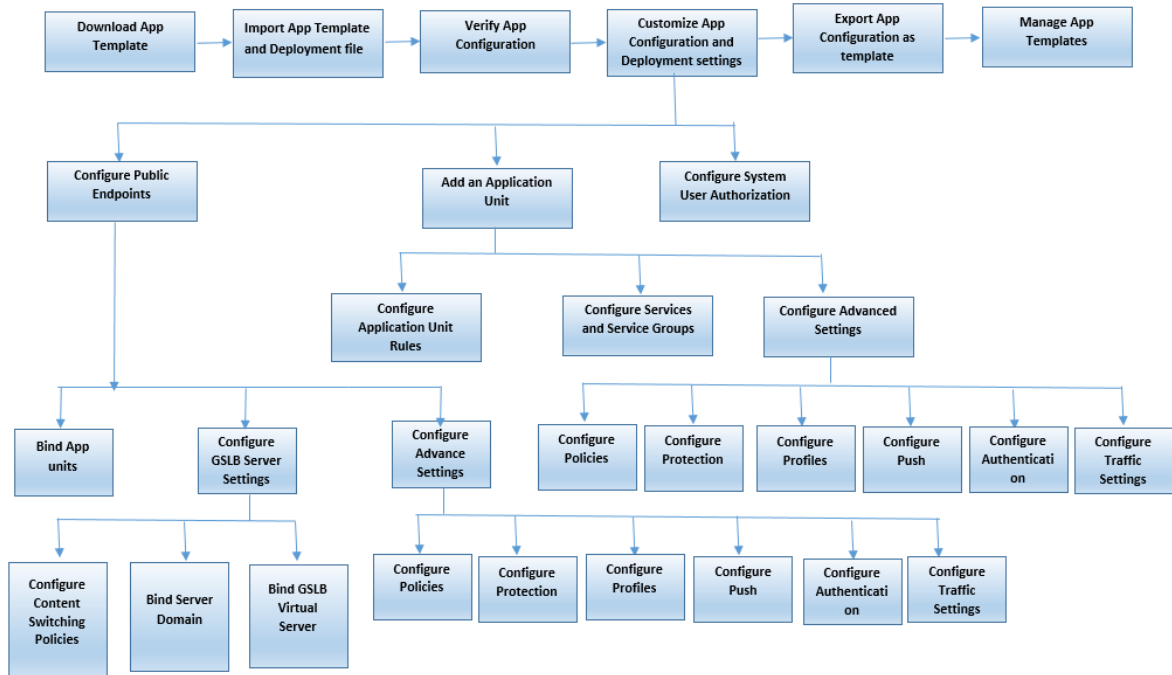 Download App
Template
Import App Template
and Deployment file
Verify App
Configuration
Customize App
Configuration and
Deployment settings
Export App
Configuration as
template
Manage App
Templates
Configure Public
Endpoints
Add an Application
Unit
Configure System
User Authorization
Configure
Application Unit
Rules
Configure Services
and Service Groups
Configure Advanced
Settings
Bind App
units
Configure
GSLB Server
Settings
Configure
Advance
Settings
Configure
Policies
Configure
Protection
Configure
Profiles
Configure
Push
Configure
Authenticati
on
Configure
Traffic
Settings
Configure
Content
Switching
Policies
Bind Server
Domain
Bind GSLB
Virtual
Server
Configure
Policies
Configure
Protection
Configure
Profiles
Configure
Push
Configure
Authenticati
on
Configure
Traffic
Settings